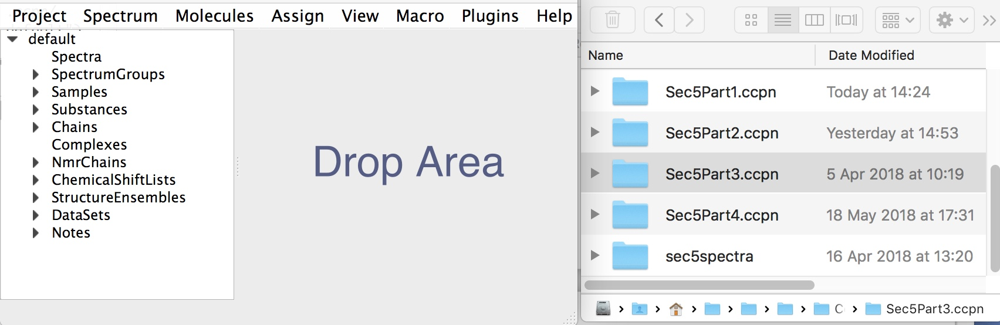 Project Spectrum Molecules Assign View Macro Plugins Help
default
Spectra
SpectrumGroups
Samples
Substances
Chains
Complexes
NmrChains
ChemicalShiftLists
StructureEnsembles
DataSets
Notes
Drop Area
Name Date Modified
Sec5Part1.ccpn Today at 14:24
Sec5Part2.ccpn Yesterday at 14:53
Sec5Part3.ccpn 5 Apr 2018 at 10:19
Sec5Part4.ccpn 18 May 2018 at 17:31
sec5spectra 16 Apr 2018 at 13:20
Sec5Part3.ccpn